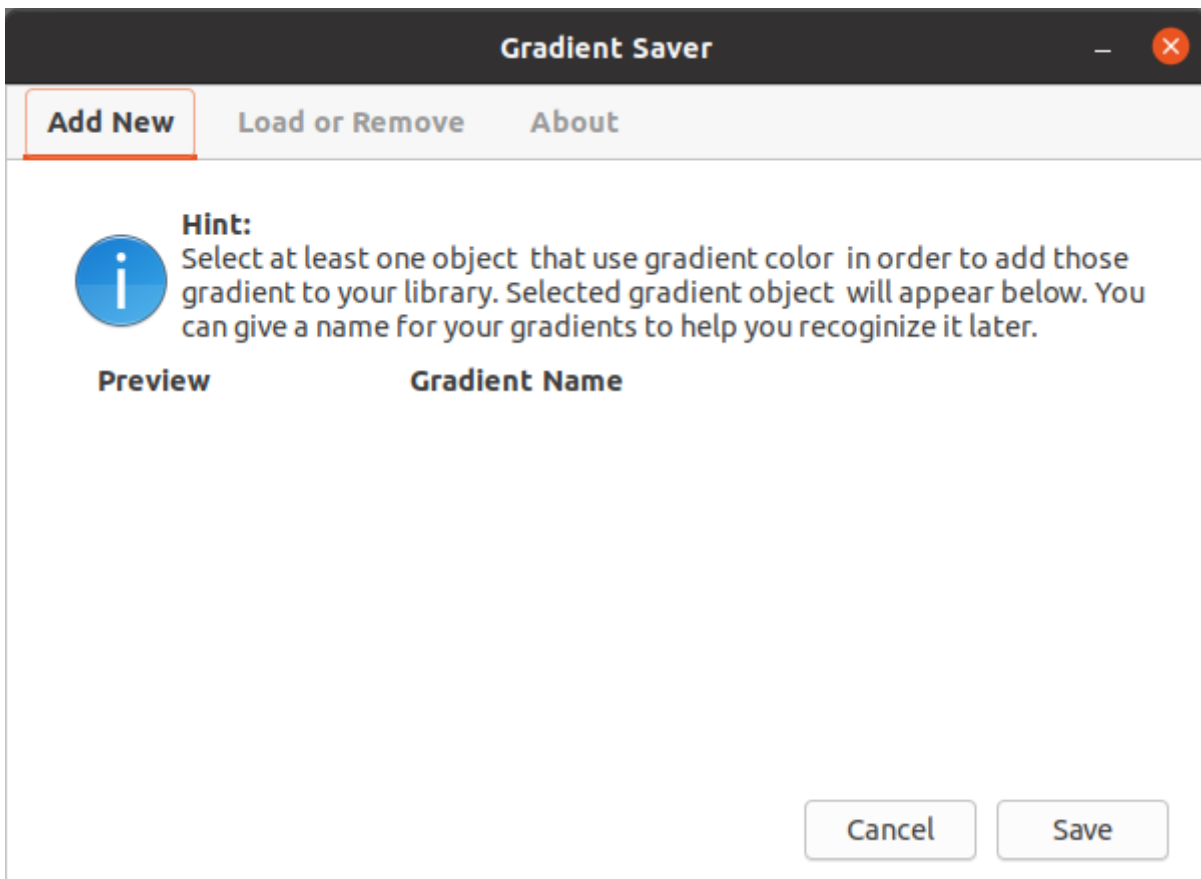 Gradient Saver
Add New Load or Remove About
Hint:
Select at least one object that use gradient color in order to add those
gradient to your library. Selected gradient object will appear below. You
can give a name for your gradients to help you recoginize it later.
Preview Gradient Name
Cancel Save